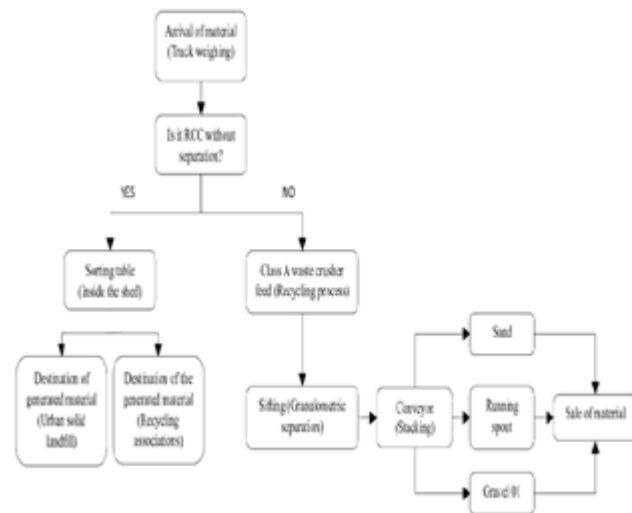 Arrival of material
(Truck weighing)
Is it RCC without
separation?
YES
NO
Sorting table
(Inside the shed)
Class A waste crusher
feed (Recycling process)
Destination of
generated material
(Urban solid
landfill)
Destination of the
generated material
(Recycling
associations)
Sifting (Granulometric
separation)
Conveyor
(Stacking)
Sand
Running
spout
Gravel 01
Sale of material